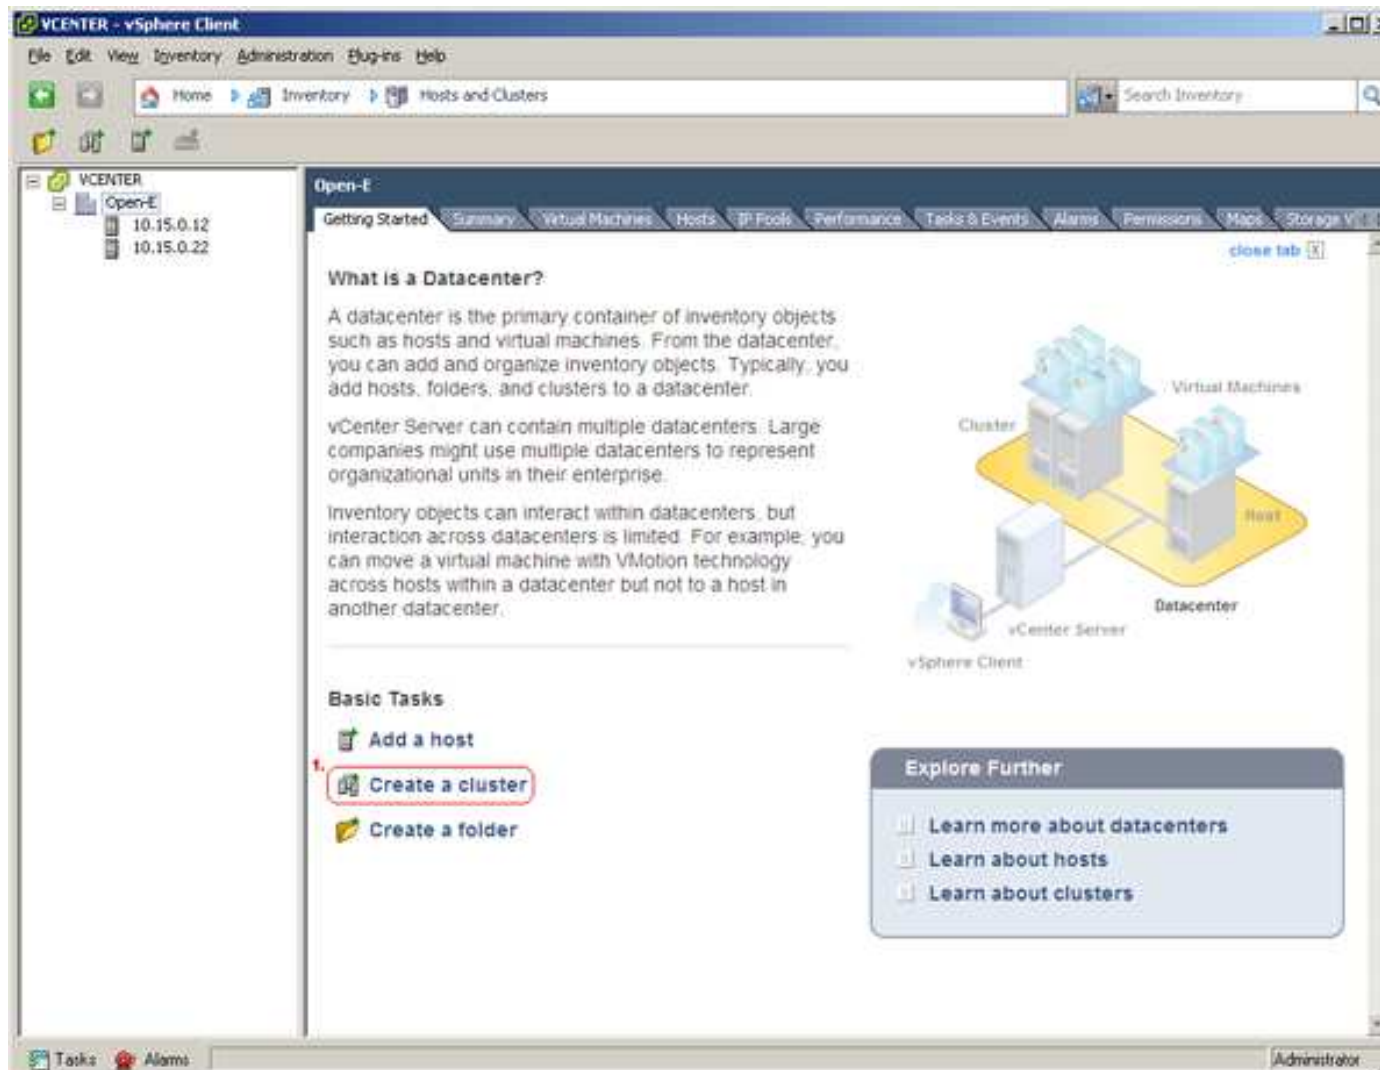 VCENTER - vSphere Client
File Edit View Inventory Administration Plug-ins Help
Home Inventory Hosts and Clusters
Search Inventory
VCENTER
Open-E
10.15.0.12
10.15.0.22
Open-E
Getting Started Summary Virtual Machines Hosts IP Pools Performance Tasks & Events Alarms Permissions Maps Storage V
close tab
What is a Datacenter?
A datacenter is the primary container of inventory objects
such as hosts and virtual machines. From the datacenter,
you can add and organize inventory objects. Typically, you
add hosts, folders, and clusters to a datacenter.
vCenter Server can contain multiple datacenters. Large
companies might use multiple datacenters to represent
organizational units in their enterprise.
Inventory objects can interact within datacenters, but
interaction across datacenters is limited. For example, you
can move a virtual machine with VMotion technology
across hosts within a datacenter but not to a host in
another datacenter.
Virtual Machines
Cluster
Host
Datacenter
vCenter Server
vSphere Client
Basic Tasks
Add a host
1.
Create a cluster
Create a folder
Explore Further
Learn more about datacenters
Learn about hosts
Learn about clusters
Tasks Alarms
Administrator